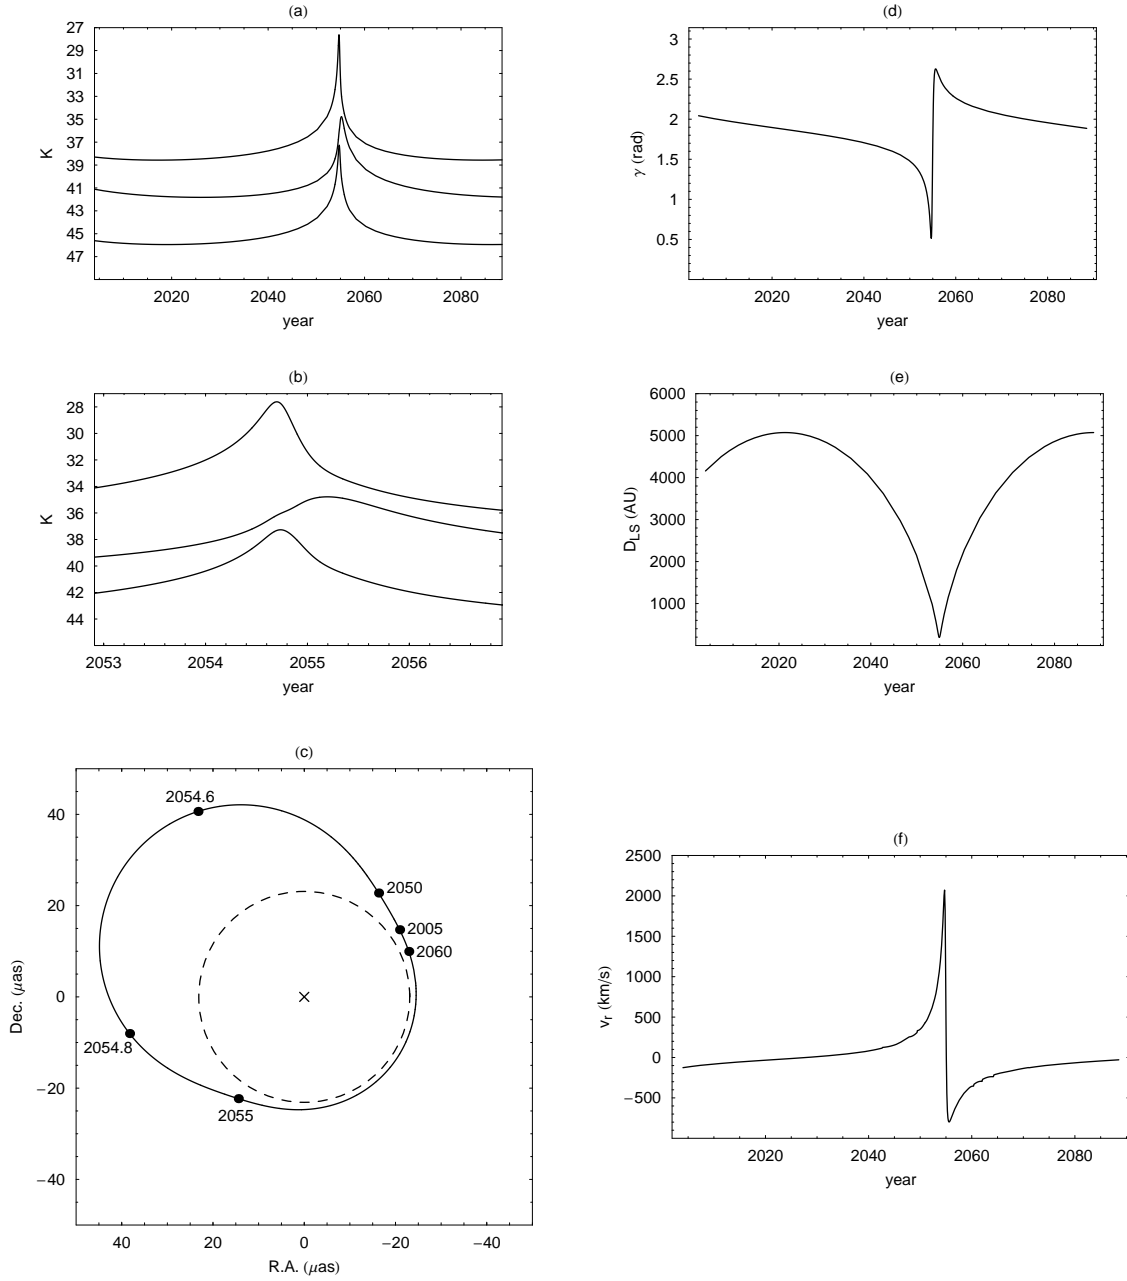 (a)
27
29
31
33
35
37
39
41
43
45
47
K
2020 2040 2060 2080
year
(b)
28
30
32
34
36
38
40
42
44
K
2053 2054 2055 2056
year
(c)
40
20
0
−20
−40
Dec. (μas)
2054.6
2050
2005
2060
2054.8
2055
40 20 0 −20 −40
R.A. (μas)
(d)
3
2.5
2
1.5
1
0.5
γ (rad)
2020 2040 2060 2080
year
(e)
6000
5000
4000
3000
2000
1000
D_LS (AU)
2020 2040 2060 2080
year
(f)
2500
2000
1500
1000
500
0
−500
v_r (km/s)
2020 2040 2060 2080
year